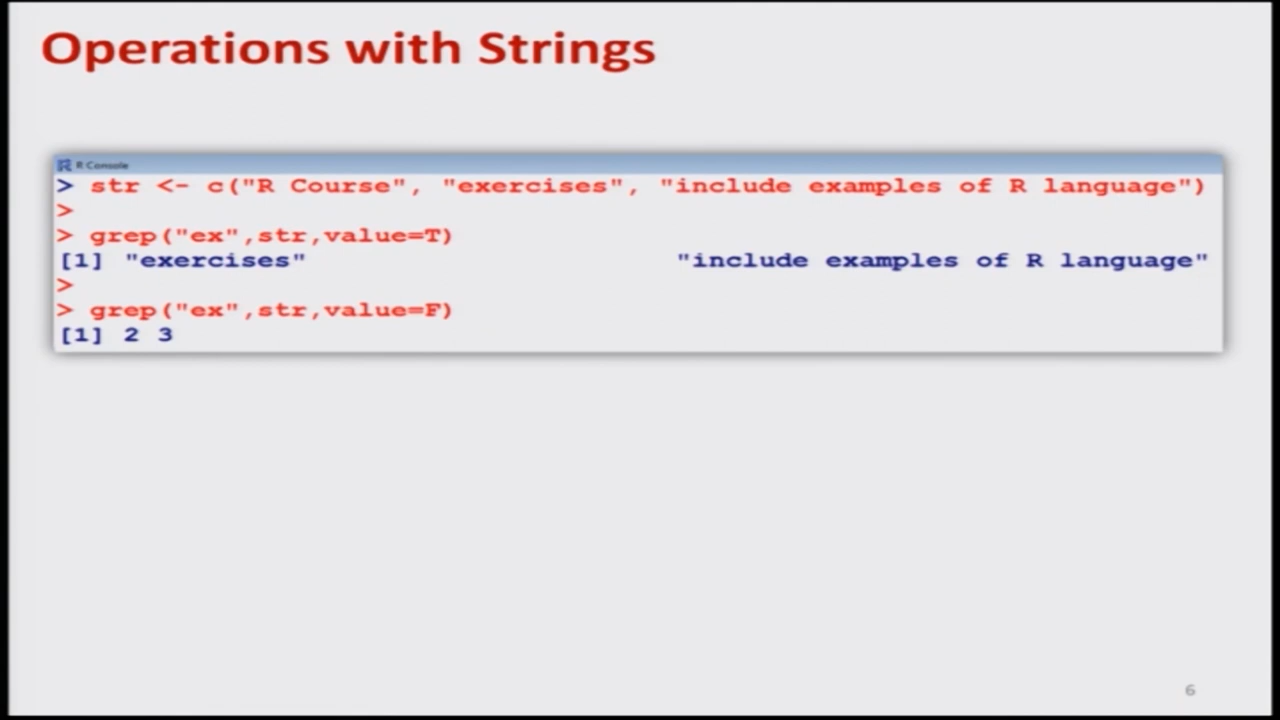 Operations with Strings
R Console
> str <- c("R Course", "exercises", "include examples of R language")
>
> grep("ex",str,value=T)
[1] "exercises" "include examples of R language"
>
> grep("ex",str,value=F)
[1] 2 3
6